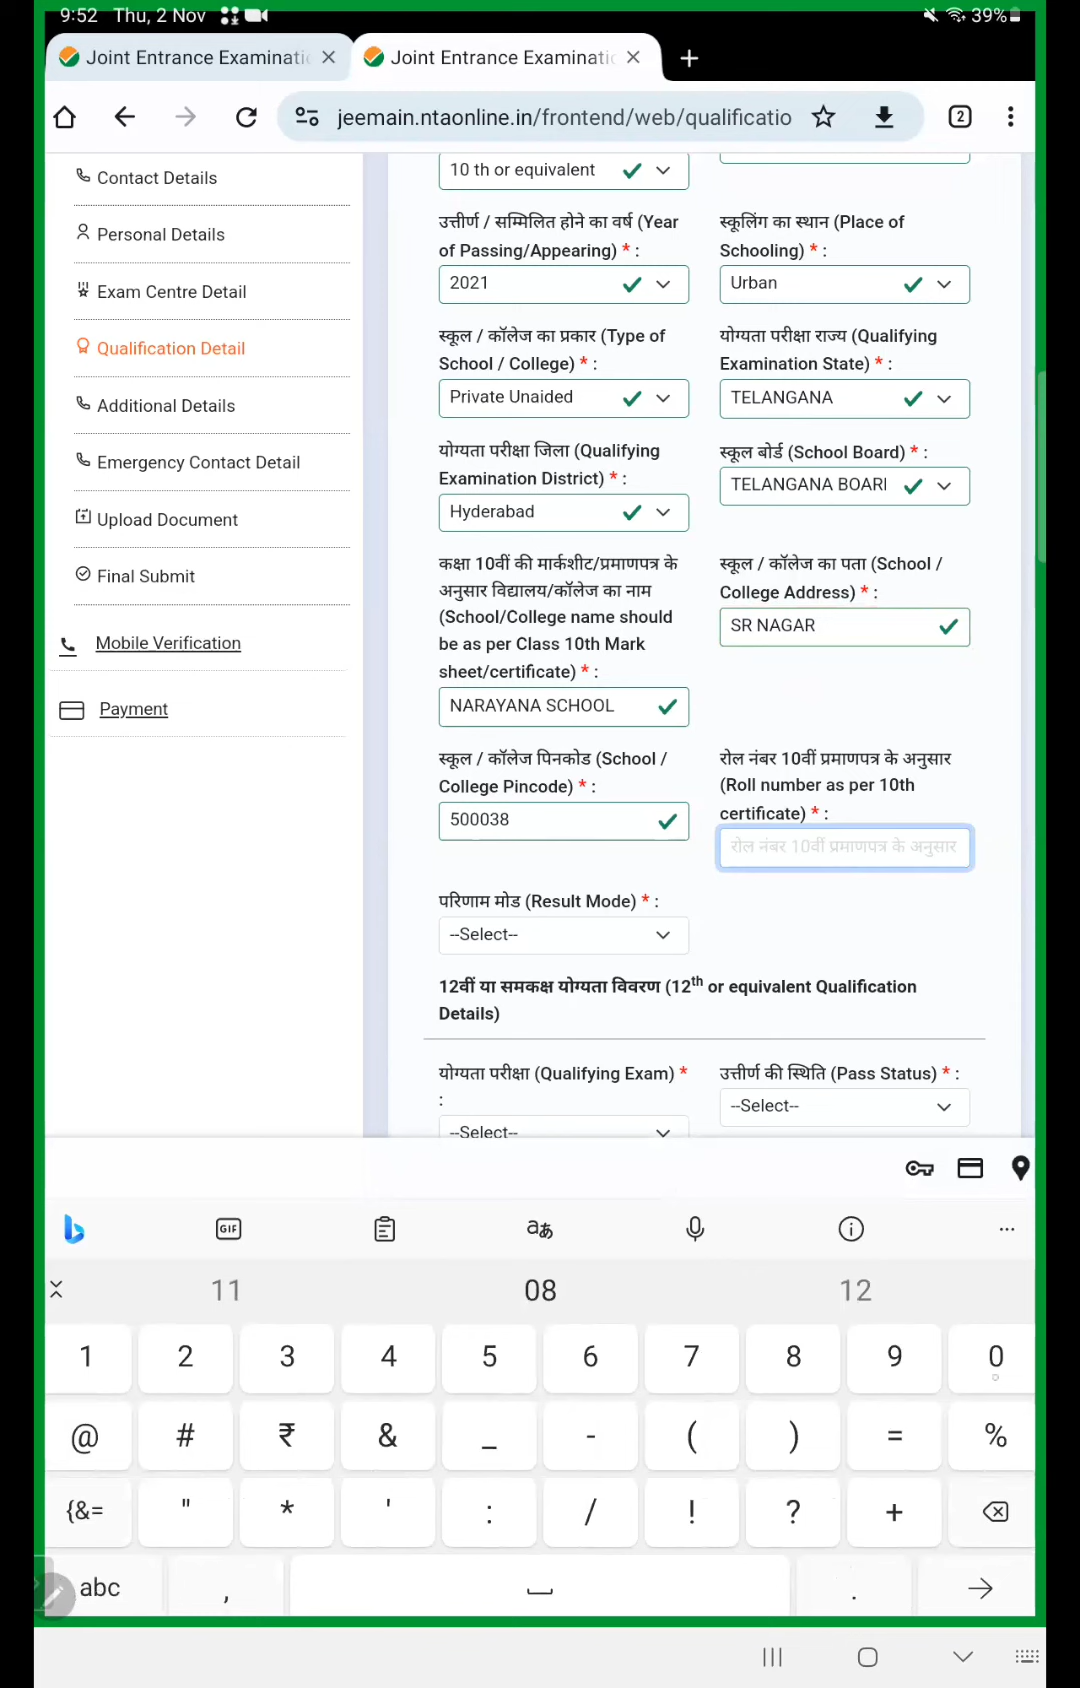 9:52 Thu, 2 Nov 39%
Joint Entrance Examinati Joint Entrance Examinati
jeemain.ntaonline.in/frontend/web/qualificatio 2
Contact Details
Personal Details
Exam Centre Detail
Qualification Detail
Additional Details
Emergency Contact Detail
Upload Document
Final Submit
Mobile Verification
Payment
10 th or equivalent
उत्तीर्ण / सम्मिलित होने का वर्ष (Year
of Passing/Appearing) * :
2021
स्कूलिंग का स्थान (Place of
Schooling) * :
Urban
स्कूल / कॉलेज का प्रकार (Type of
School / College) * :
Private Unaided
योग्यता परीक्षा राज्य (Qualifying
Examination State) * :
TELANGANA
योग्यता परीक्षा जिला (Qualifying
Examination District) * :
Hyderabad
स्कूल बोर्ड (School Board) * :
TELANGANA BOARI
कक्षा 10वीं की मार्कशीट/प्रमाणपत्र के
अनुसार विद्यालय/कॉलेज का नाम
(School/College name should
be as per Class 10th Mark
sheet/certificate) * :
NARAYANA SCHOOL
स्कूल / कॉलेज का पता (School /
College Address) * :
SR NAGAR
स्कूल / कॉलेज पिनकोड (School /
College Pincode) * :
500038
रोल नंबर 10वीं प्रमाणपत्र के अनुसार
(Roll number as per 10th
certificate) * :
रोल नंबर 10वीं प्रमाणपत्र के अनुसार
परिणाम मोड (Result Mode) * :
--Select--
12वीं या समकक्ष योग्यता विवरण (12th or equivalent Qualification
Details)
योग्यता परीक्षा (Qualifying Exam) *
:
--Select--
उत्तीर्ण की स्थिति (Pass Status) * :
--Select--
GIF aあ ...
11 08 12
1 2 3 4 5 6 7 8 9 0
@ # ₹ & _ - ( ) = %
{&= " * ' : / ! ? +
abc , .